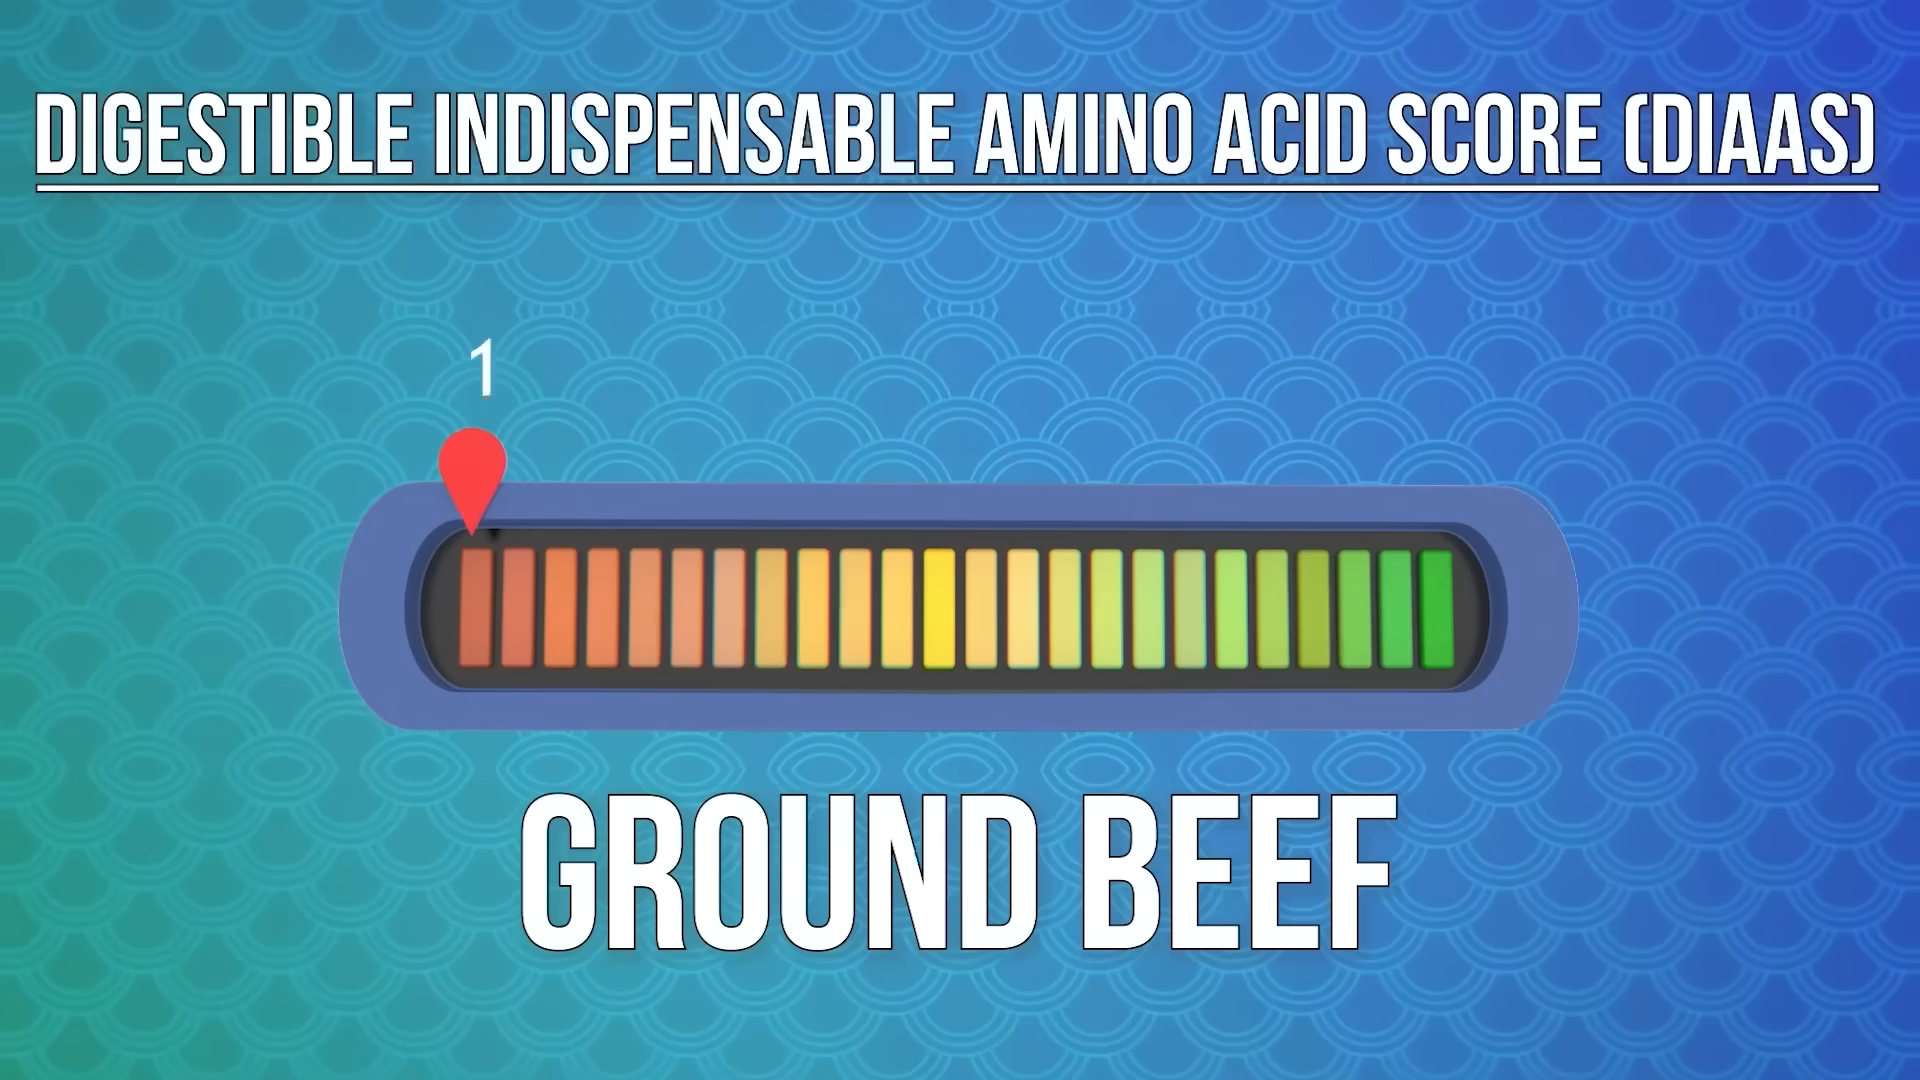 DIGESTIBLE INDISPENSABLE AMINO ACID SCORE (DIAAS)
1
GROUND BEEF